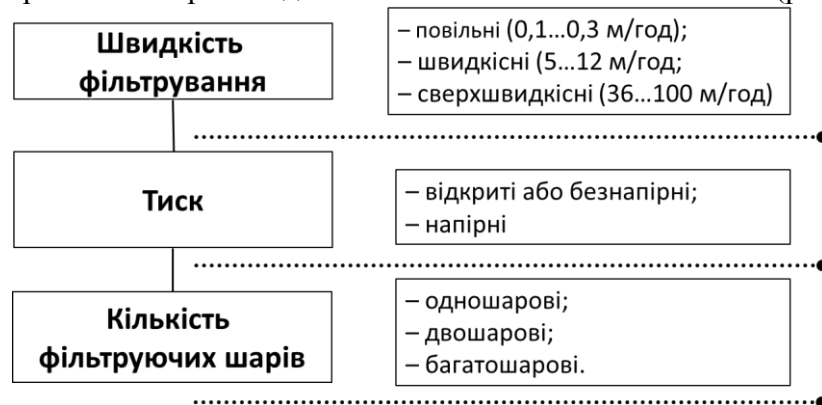 Швидкість
фільтрування
– повільні (0,1...0,3 м/год);
– швидкісні (5...12 м/год;
– сверхшвидкісні (36...100 м/год)
Тиск
– відкриті або безнапірні;
– напірні
Кількість
фільтруючих шарів
– одношарові;
– двошарові;
– багатошарові.